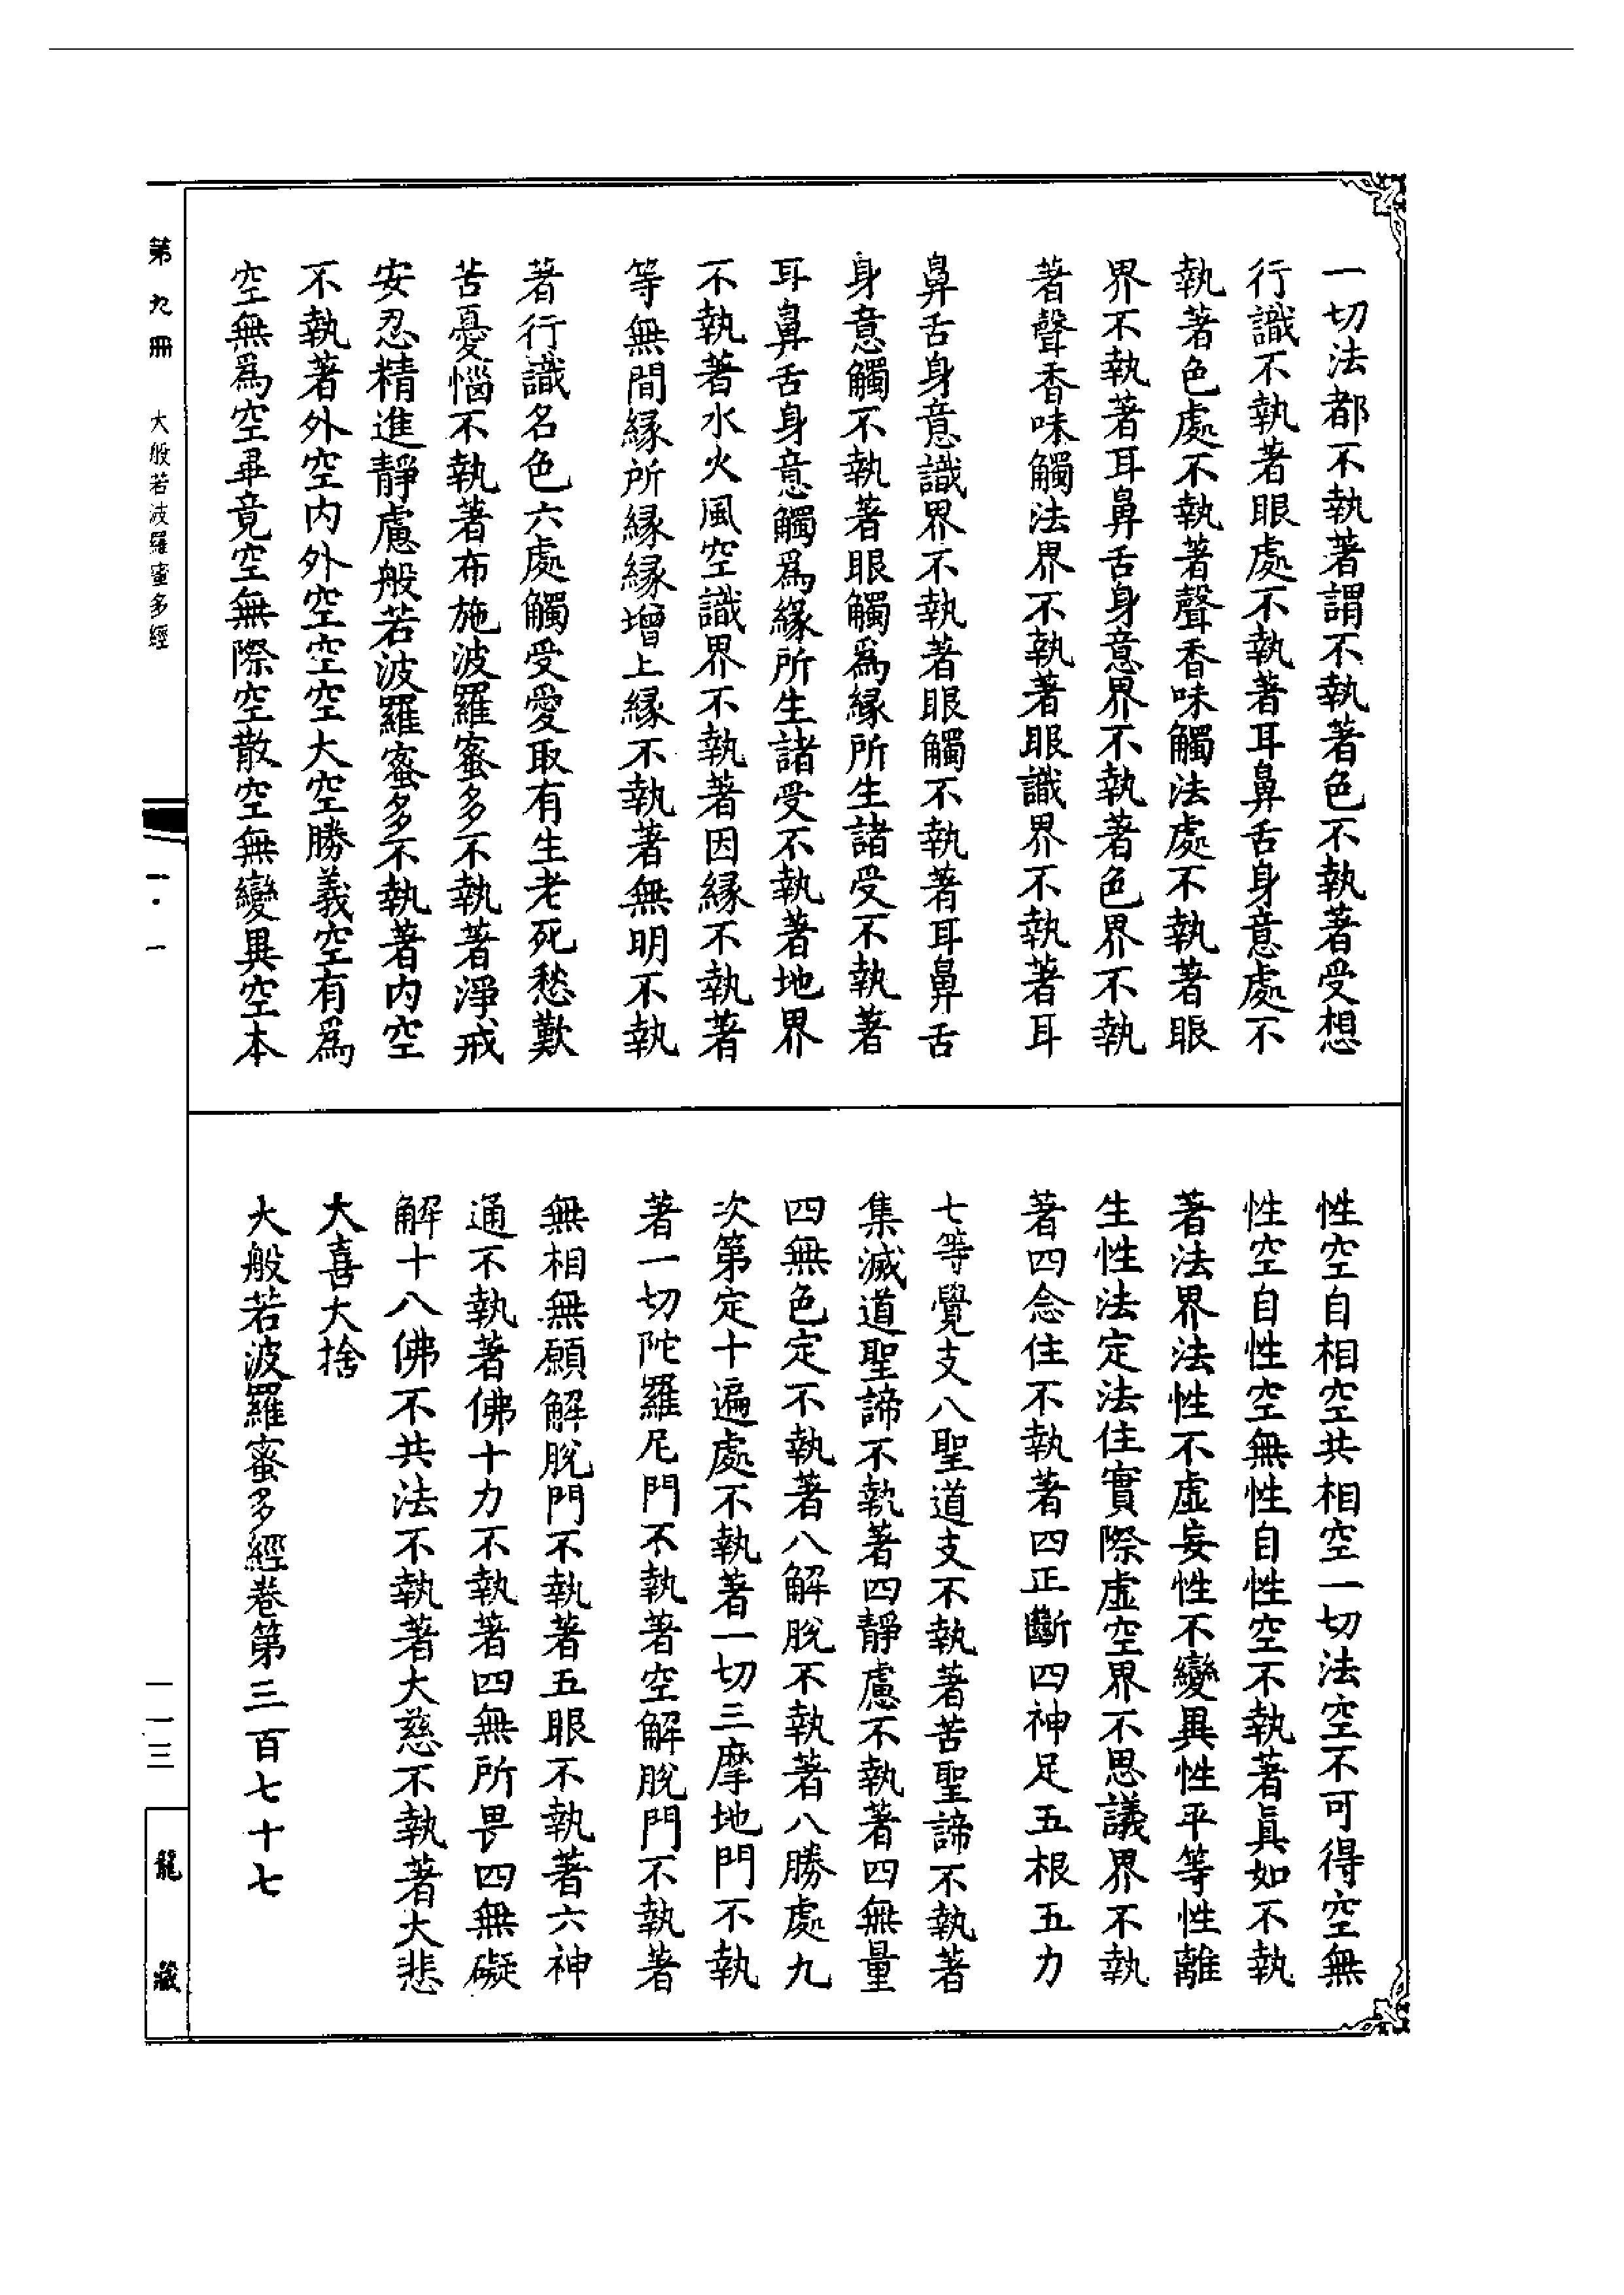 一切法都不執著謂不執著色不執著受想
行識不執著眼處不執著耳鼻舌身意處不
執著色處不執著聲香味觸法處不執著眼
界不執著耳鼻舌身意界不執著色界不執
著聲香味觸法界不執著眼識界不執著耳
鼻舌身意識界不執著眼觸不執著耳鼻舌
身意觸不執著眼觸爲緣所生諸受不執著
耳鼻舌身意觸爲緣所生諸受不執著地界
不執著水火風空識界不執著因緣不執著
等無間緣所緣緣增上緣不執著無明不執
著行識名色六處觸受愛取有生老死愁歎
苦憂惱不執著布施波羅蜜多不執著淨戒
安忍精進靜慮般若波羅蜜多不執著內空
不執著外空內外空空空大空勝義空有爲
空無爲空畢竟空無際空散空無變異空本
性空自相空共相空一切法空不可得空無
性空自性空無性自性空不執著眞如不執
著法界法性不虛妄性不變異性平等性離
生性法定法住實際虛空界不思議界不執
著四念住不執著四正斷四神足五根五力
七等覺支八聖道支不執著苦聖諦不執著
集滅道聖諦不執著四靜慮不執著四無量
四無色定不執著八解脫不執著八勝處九
次第定十遍處不執著一切三摩地門不執
著一切陀羅尼門不執著空解脫門不執著
無相無願解脫門不執著五眼不執著六神
通不執著佛十力不執著四無所畏四無礙
解十八佛不共法不執著大慈不執著大悲
大喜大捨
大般若波羅蜜多經卷第三百七十七
第九冊 大般若波羅蜜多經
一一三
龍藏